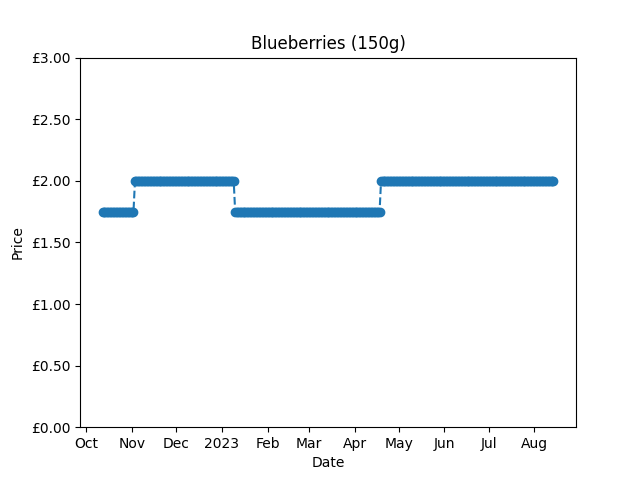 Blueberries (150g)
£3.00
£2.50
£2.00
£1.50
£1.00
£0.50
£0.00
Price
Oct Nov Dec 2023 Feb Mar Apr May Jun Jul Aug
Date